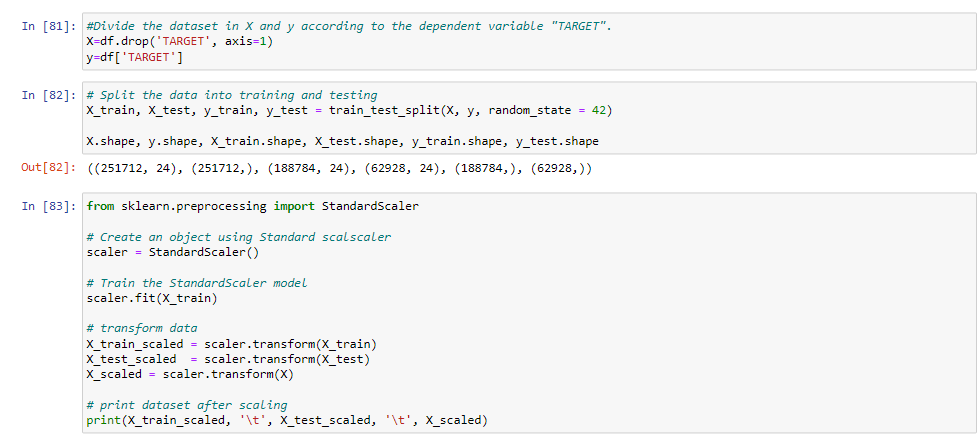 In [81]: #Divide the dataset in X and y according to the dependent variable "TARGET".
X=df.drop('TARGET', axis=1)
y=df['TARGET']
In [82]: # Split the data into training and testing
X_train, X_test, y_train, y_test = train_test_split(X, y, random_state = 42)
X.shape, y.shape, X_train.shape, X_test.shape, y_train.shape, y_test.shape
Out[82]: ((251712, 24), (251712,), (188784, 24), (62928, 24), (188784,), (62928,))
In [83]: from sklearn.preprocessing import StandardScaler
# Create an object using Standard scalscaler
scaler = StandardScaler()
# Train the StandardScaler model
scaler.fit(X_train)
# transform data
X_train_scaled = scaler.transform(X_train)
X_test_scaled  = scaler.transform(X_test)
X_scaled = scaler.transform(X)
# print dataset after scaling
print(X_train_scaled, '\t', X_test_scaled, '\t', X_scaled)